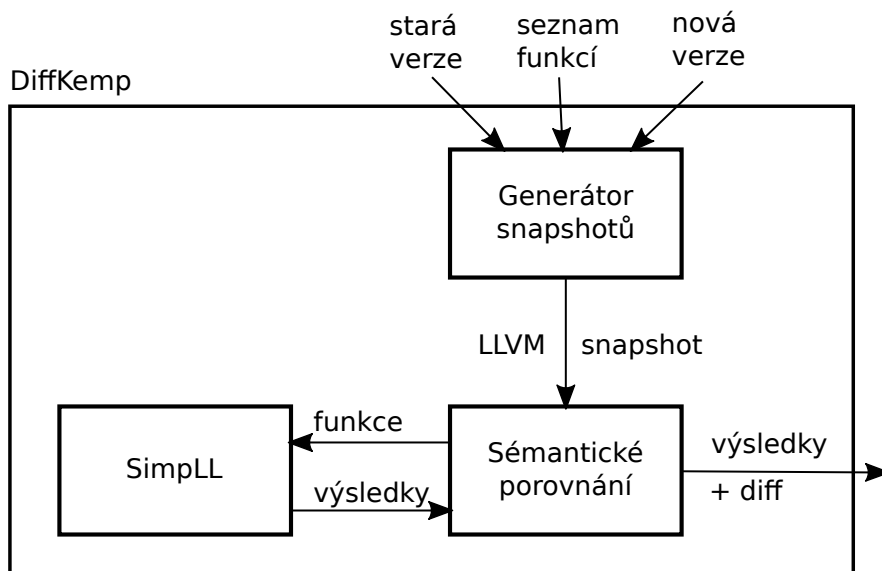 stará
verze
seznam
funkcí
nová
verze
DiffKemp
Generátor
snapshotů
LLVM snapshot
funkce
SimpLL
výsledky
Sémantické
porovnání
výsledky
+ diff